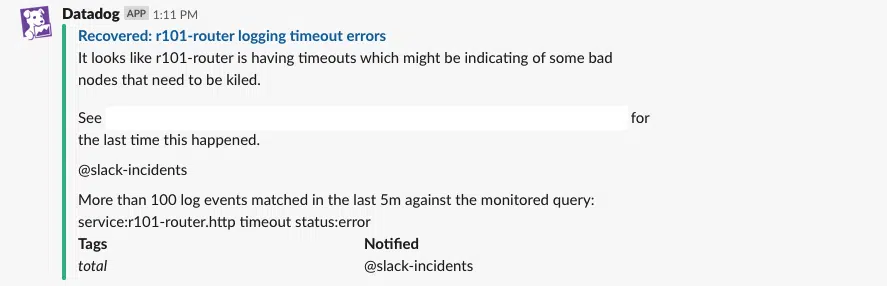 Datadog APP 1:11 PM
Recovered: r101-router logging timeout errors
It looks like r101-router is having timeouts which might be indicating of some bad
nodes that need to be kiled.
See for
the last time this happened.
@slack-incidents
More than 100 log events matched in the last 5m against the monitored query:
service:r101-router.http timeout status:error
Tags Notified
total @slack-incidents